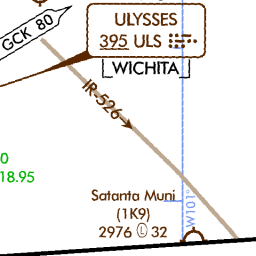 GCK 80
ULYSSES
395 ULS
WICHITA
IR-526
0
18.95
Satanta Muni
(1K9)
2976 Ⓛ 32
W101°